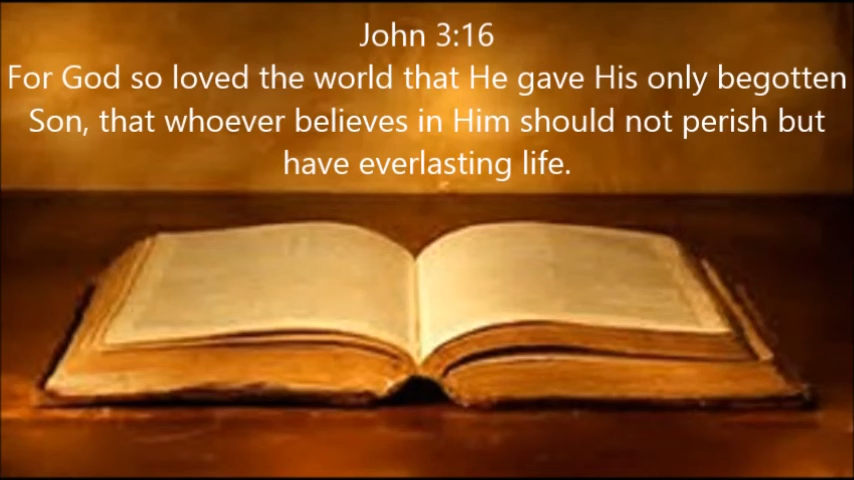 John 3:16
For God so loved the world that He gave His only begotten
Son, that whoever believes in Him should not perish but
have everlasting life.